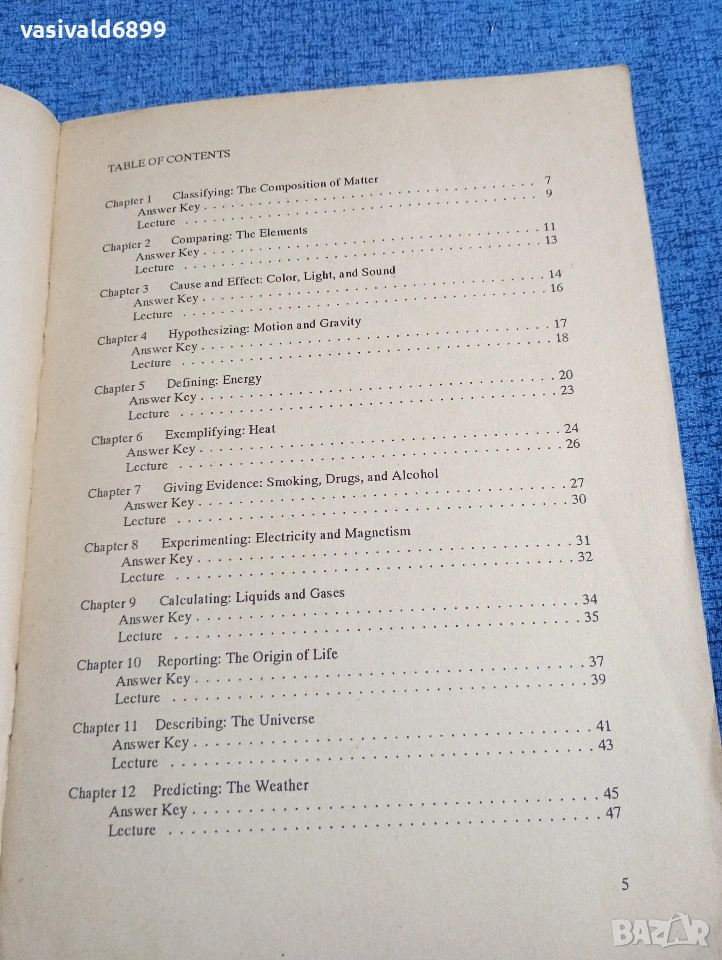 vasivald6899
TABLE OF CONTENTS
Chapter 1 Classifying: The Composition of Matter
Answer Key . . . . . . . . . . . . . . . . . . . . 7
Lecture . . . . . . . . . . . . . . . . . . . . 9
Chapter 2 Comparing: The Elements
Answer Key . . . . . . . . . . . . . . . . . . . . 11
Lecture . . . . . . . . . . . . . . . . . . . . 13
Chapter 3 Cause and Effect: Color, Light, and Sound
Answer Key . . . . . . . . . . . . . . . . . . . . 14
Lecture . . . . . . . . . . . . . . . . . . . . 16
Chapter 4 Hypothesizing: Motion and Gravity
Answer Key . . . . . . . . . . . . . . . . . . . . 17
Lecture . . . . . . . . . . . . . . . . . . . . 18
Chapter 5 Defining: Energy
Answer Key . . . . . . . . . . . . . . . . . . . . 20
Lecture . . . . . . . . . . . . . . . . . . . . 23
Chapter 6 Exemplifying: Heat
Answer Key . . . . . . . . . . . . . . . . . . . . 24
Lecture . . . . . . . . . . . . . . . . . . . . 26
Chapter 7 Giving Evidence: Smoking, Drugs, and Alcohol
Answer Key . . . . . . . . . . . . . . . . . . . . 27
Lecture . . . . . . . . . . . . . . . . . . . . 30
Chapter 8 Experimenting: Electricity and Magnetism
Answer Key . . . . . . . . . . . . . . . . . . . . 31
Lecture . . . . . . . . . . . . . . . . . . . . 32
Chapter 9 Calculating: Liquids and Gases
Answer Key . . . . . . . . . . . . . . . . . . . . 34
Lecture . . . . . . . . . . . . . . . . . . . . 35
Chapter 10 Reporting: The Origin of Life
Answer Key . . . . . . . . . . . . . . . . . . . . 37
Lecture . . . . . . . . . . . . . . . . . . . . 39
Chapter 11 Describing: The Universe
Answer Key . . . . . . . . . . . . . . . . . . . . 41
Lecture . . . . . . . . . . . . . . . . . . . . 43
Chapter 12 Predicting: The Weather
Answer Key . . . . . . . . . . . . . . . . . . . . 45
Lecture . . . . . . . . . . . . . . . . . . . . 47
5
BAZAR